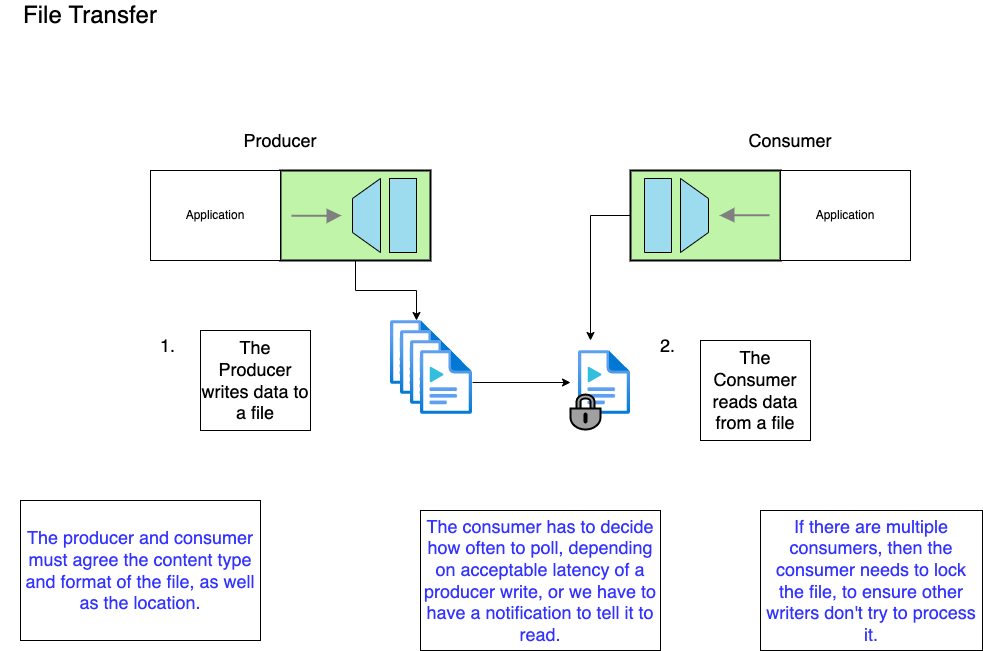 File Transfer
Producer
Consumer
Application
Application
1.
The
Producer
writes data to
a file
2.
The
Consumer
reads data
from a file
The producer and consumer
must agree the content type
and format of the file, as well
as the location.
The consumer has to decide
how often to poll, depending
on acceptable latency of a
producer write, or we have to
have a notification to tell it to
read.
If there are multiple
consumers, then the
consumer needs to lock
the file, to ensure other
writers don't try to process
it.